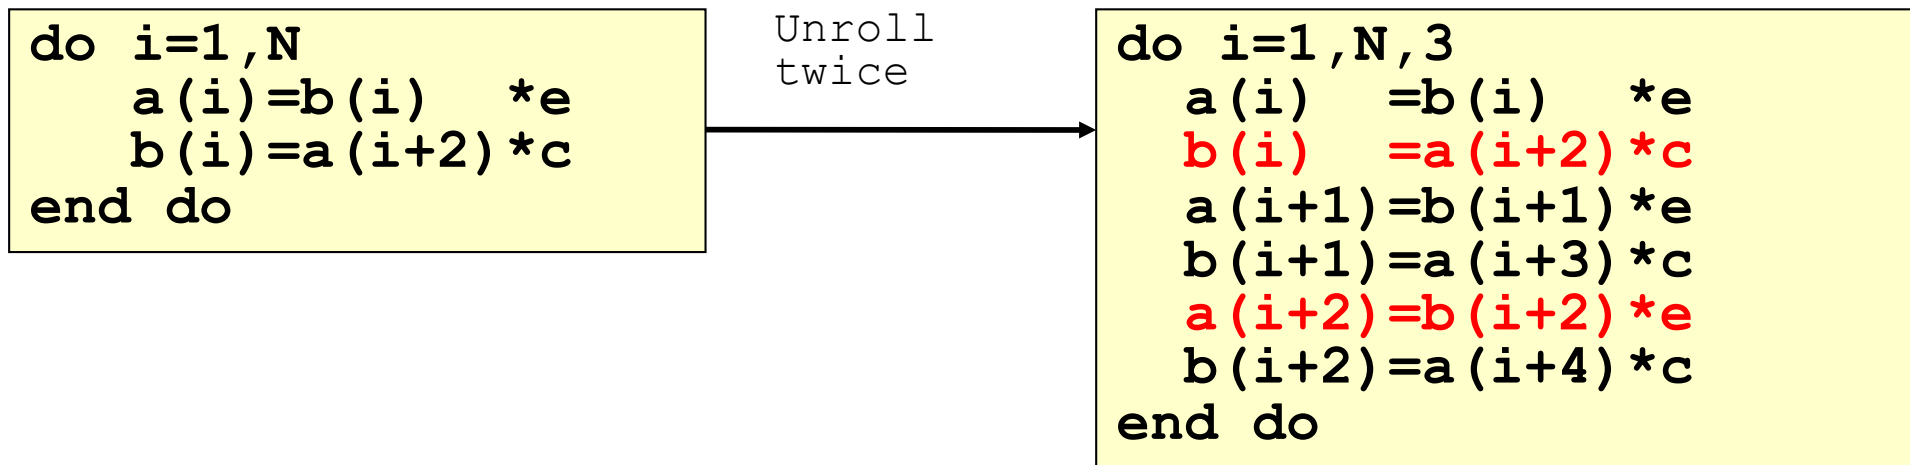 do i=1,N
a(i)=b(i) *e
b(i)=a(i+2)*c
end do
Unroll
twice
do i=1,N,3
a(i) =b(i) *e
b(i) =a(i+2)*c
a(i+1)=b(i+1)*e
b(i+1)=a(i+3)*c
a(i+2)=b(i+2)*e
b(i+2)=a(i+4)*c
end do